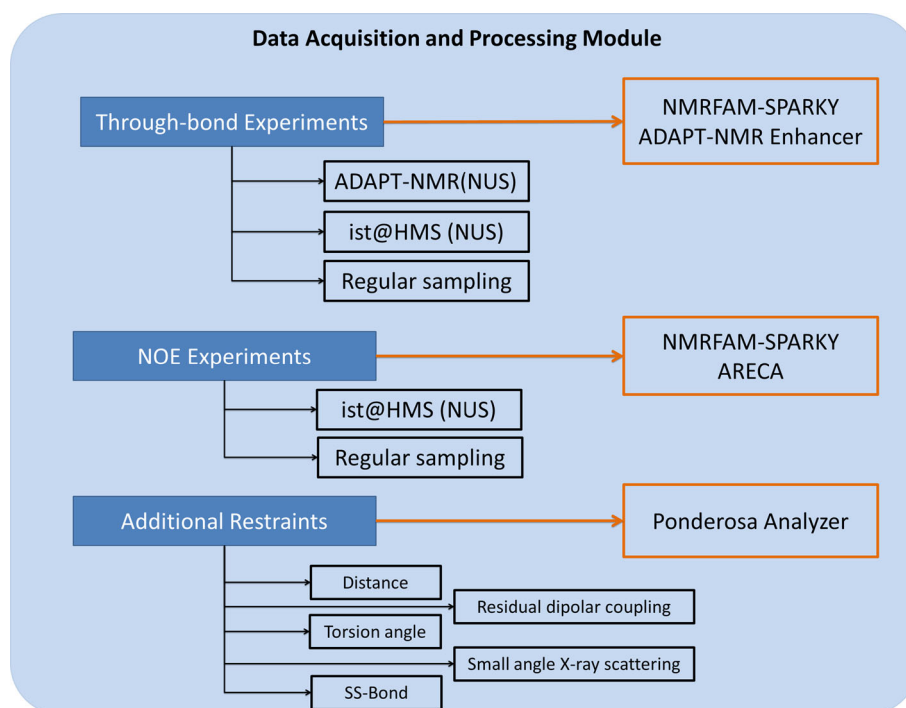 Data Acquisition and Processing Module
Through-bond Experiments
NMRFAM-SPARKY
ADAPT-NMR Enhancer
ADAPT-NMR(NUS)
ist@HMS (NUS)
Regular sampling
NOE Experiments
NMRFAM-SPARKY
ARECA
ist@HMS (NUS)
Regular sampling
Additional Restraints
Ponderosa Analyzer
Distance
Residual dipolar coupling
Torsion angle
Small angle X-ray scattering
SS-Bond